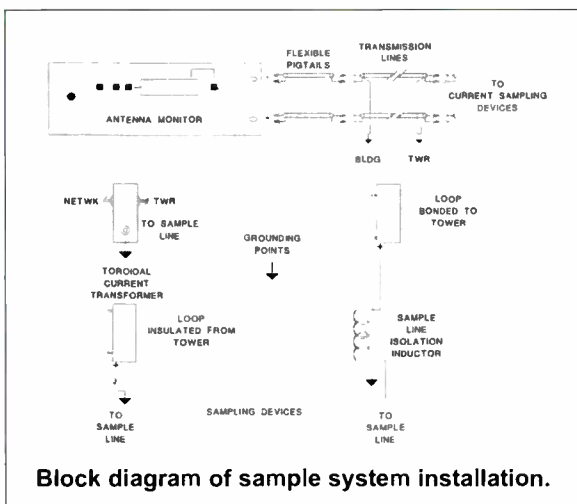 FLEXIBLE
PIGTAILS
TRANSMISSION
LINES
TO
CURRENT SAMPLING
DEVICES
ANTENNA MONITOR
BLDG
TWR
NETWK
TWR
TO SAMPLE
LINE
TOROIDAL
CURRENT
TRANSFORMER
GROUNDING
POINTS
LOOP
BONDED TO
TOWER
LOOP
INSULATED FROM
TOWER
SAMPLE
LINE
ISOLATION
INDUCTOR
TO
SAMPLE
LINE
SAMPLING DEVICES
TO
SAMPLE
LINE
Block diagram of sample system installation.